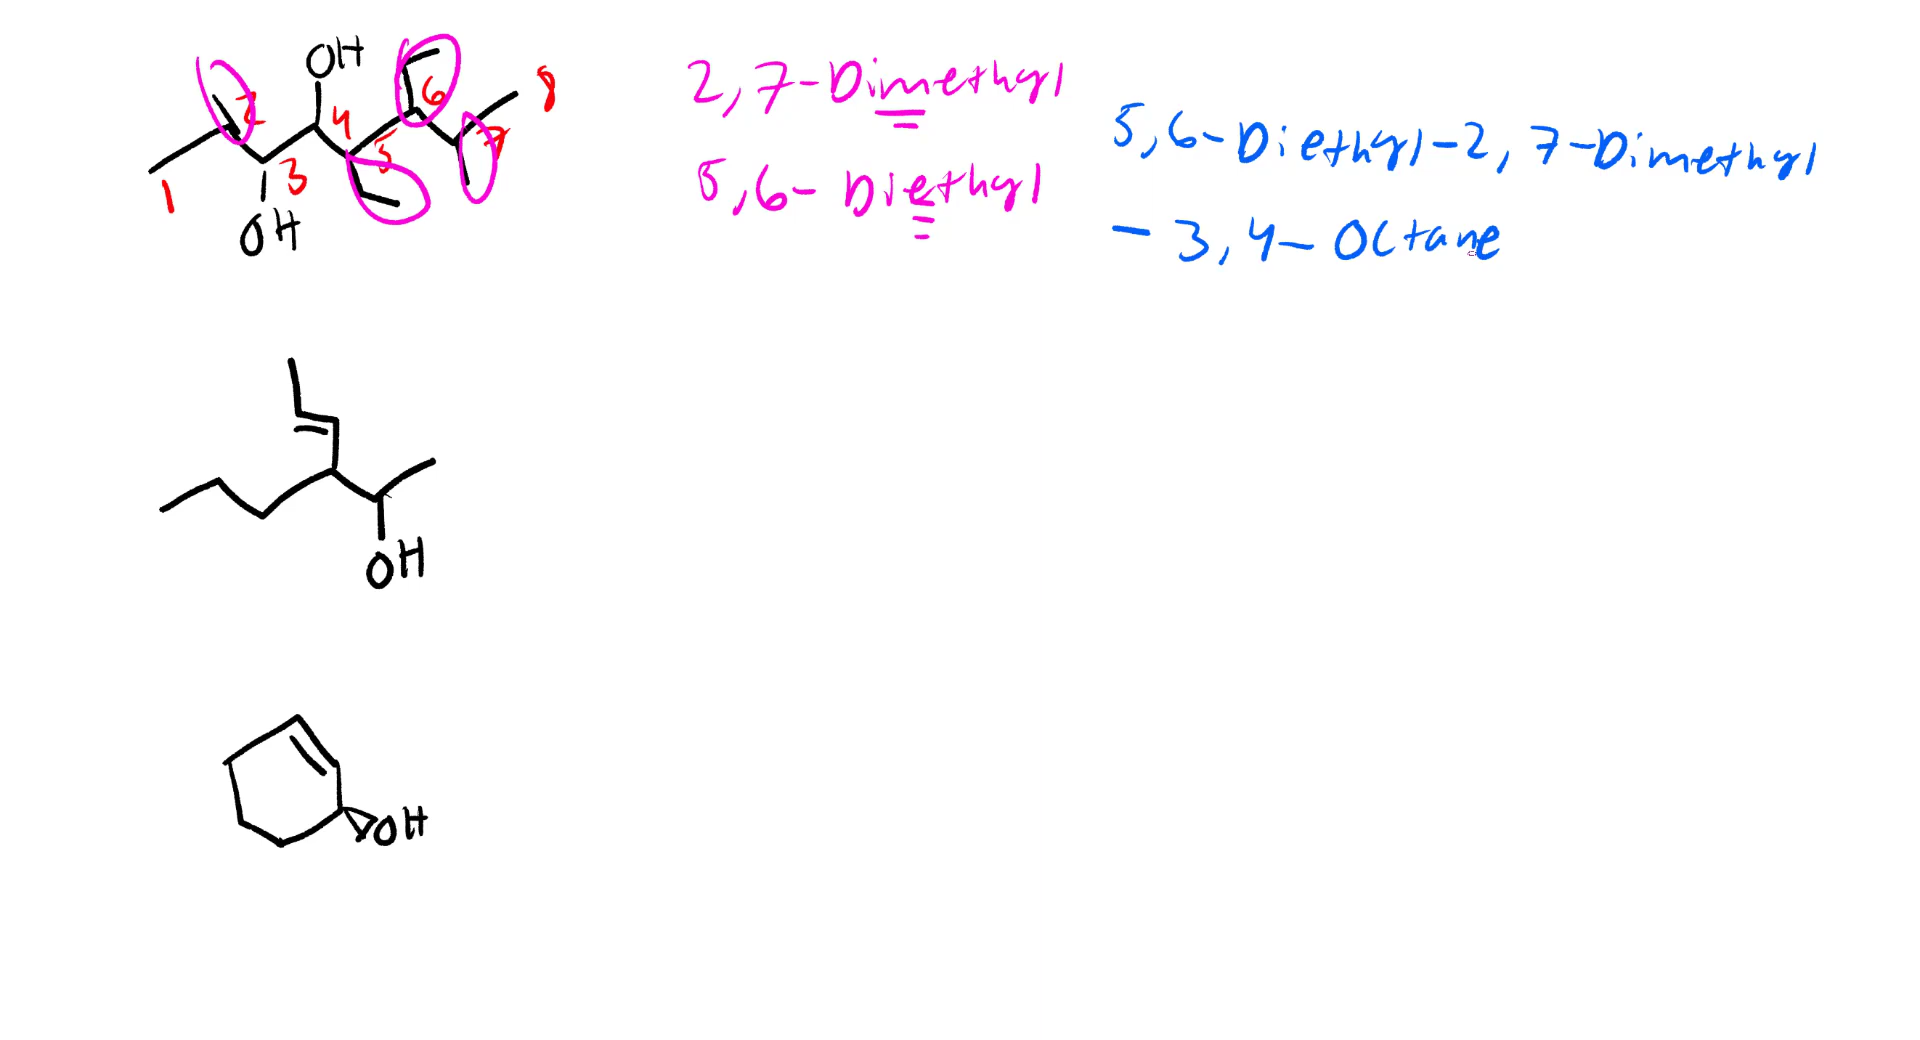 OH
2
4
6
8
5
7
1
3
OH
2,7-Dimethyl
5,6-Diethyl
5,6-Diethyl-2,7-Dimethyl
-3,4-Octane
OH
OH